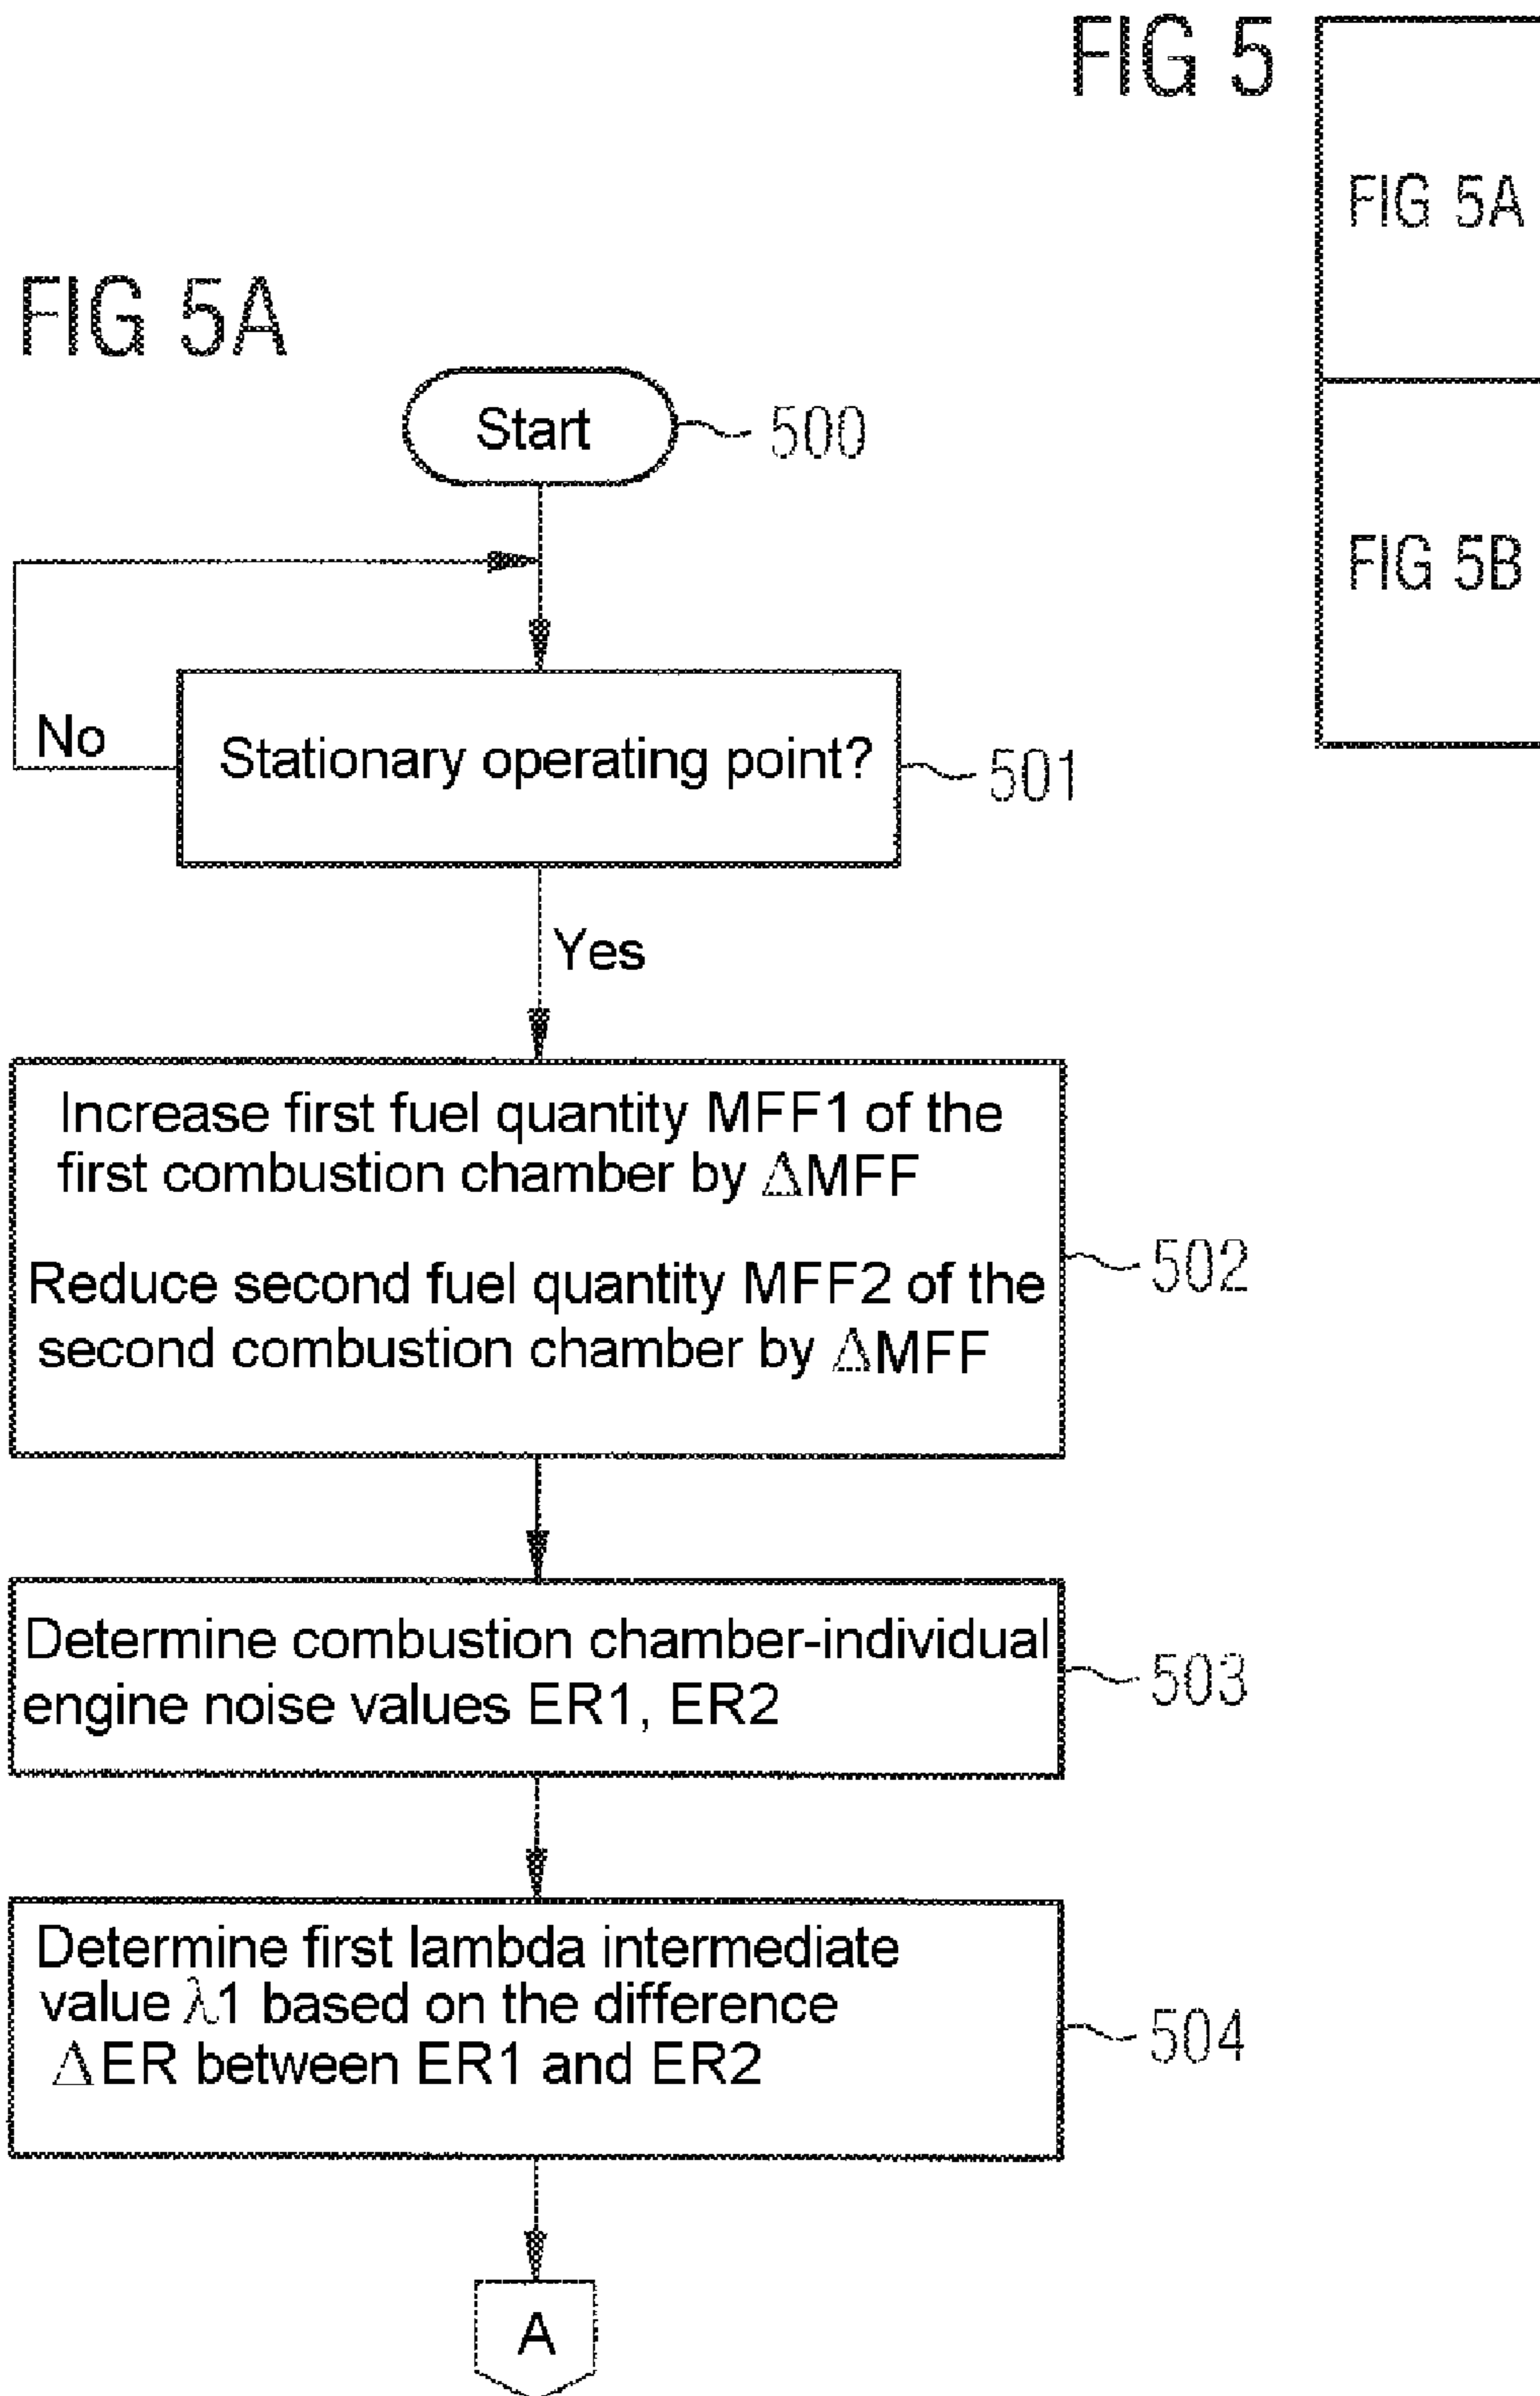 FIG 5
FIG 5A
FIG 5B
FIG 5A
Start
500
No
Stationary operating point?
501
Yes
Increase first fuel quantity MFF1 of the
first combustion chamber by ΔMFF
Reduce second fuel quantity MFF2 of the
second combustion chamber by ΔMFF
502
Determine combustion chamber-individual
engine noise values ER1, ER2
503
Determine first lambda intermediate
value λ1 based on the difference
ΔER between ER1 and ER2
504
A